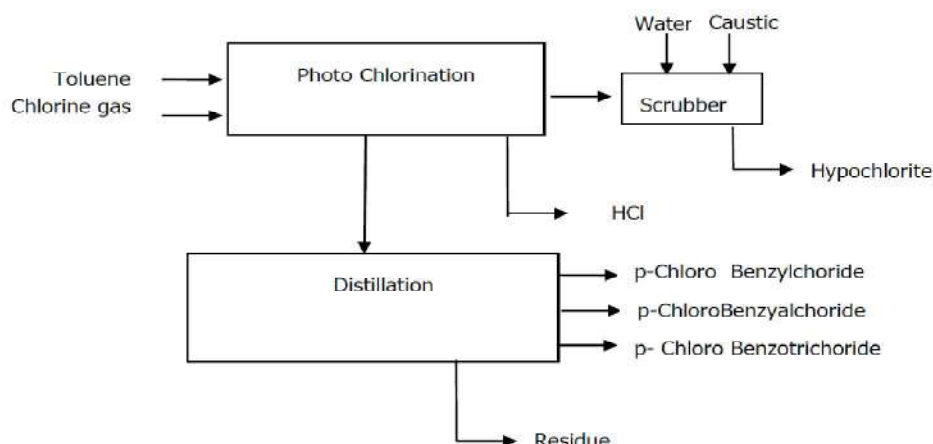 Water Caustic
Photo Chlorination
Toluene
Chlorine gas
Scrubber
Hypochlorite
HCl
Distillation
p-Chloro Benzylchoride
p-ChloroBenzyalchoride
p- Chloro Benzotrichoride
Residue